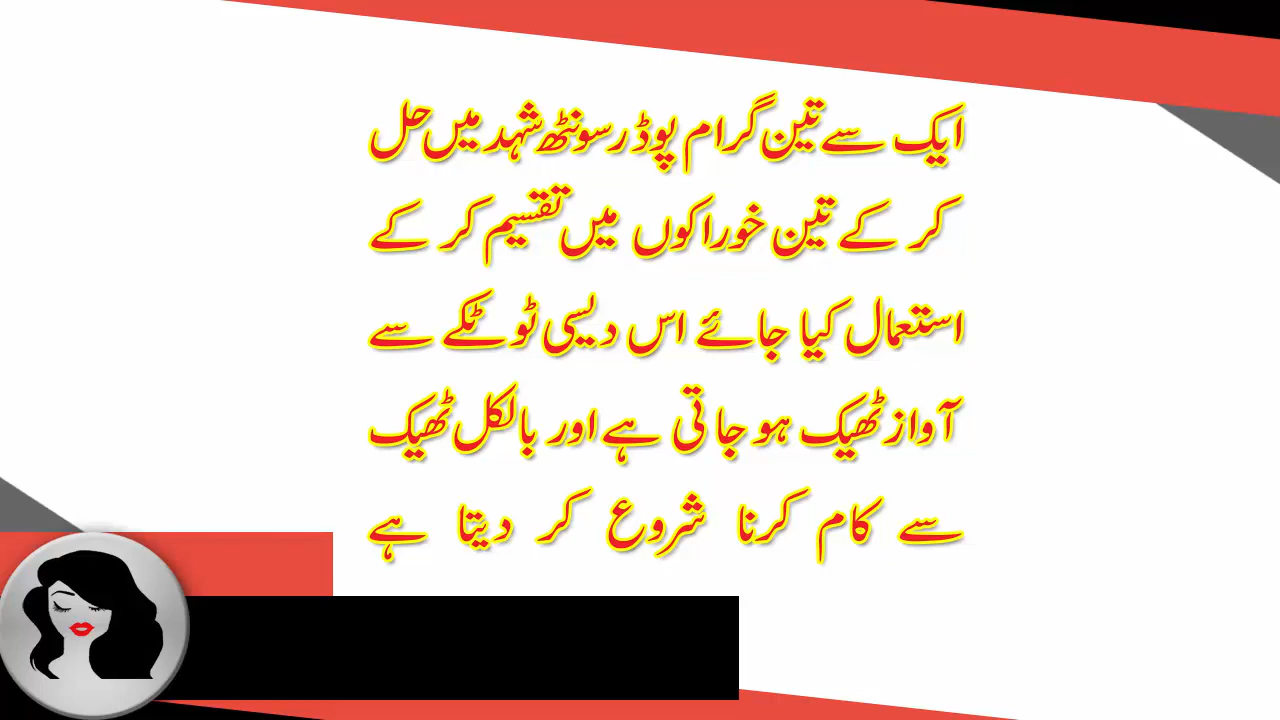 ایک سے تین گرام پوڈر سونٹھ شہد میں حل
کر کے تین خوراکوں میں تقسیم کر کے
استعمال کیا جائے اس دیسی ٹوٹکے سے
آواز ٹھیک ہو جاتی ہے اور بالکل ٹھیک
سے کام کرنا شروع کر دیتا ہے